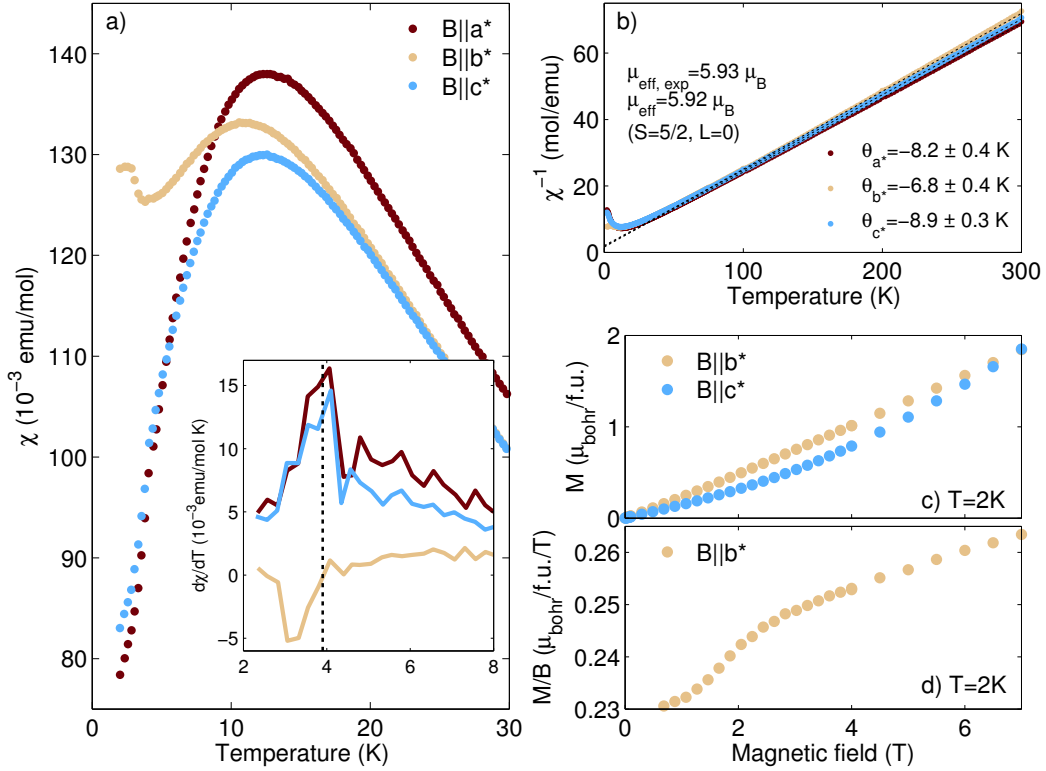 a)
B||a*
B||b*
B||c*
140
130
120
110
100
90
80
χ (10⁻³ emu/mol)
0
10
20
30
Temperature (K)
15
10
5
0
−5
dχ/dT (10⁻³emu/mol K)
2
4
6
8
b)
μeff, exp=5.93 μB
μeff=5.92 μB
(S=5/2, L=0)
θa*=−8.2 ± 0.4 K
θb*=−6.8 ± 0.4 K
θc*=−8.9 ± 0.3 K
60
40
20
0
χ⁻¹ (mol/emu)
0
100
200
300
Temperature (K)
2
1
0
M (μbohr/f.u.)
B||b*
B||c*
c) T=2K
0.26
0.25
0.24
0.23
M/B (μbohr/f.u./T)
B||b*
d) T=2K
0
2
4
6
Magnetic field (T)